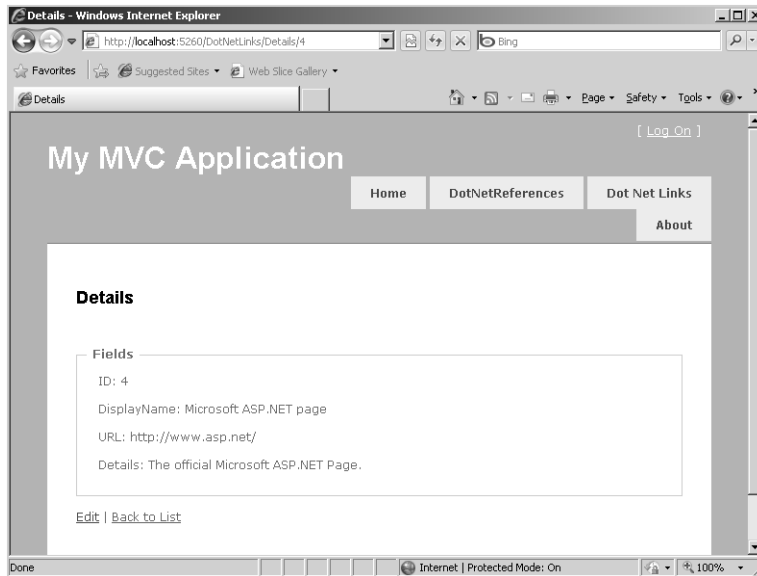 Details - Windows Internet Explorer
http://localhost:5260/DotNetLinks/Details/4
Bing
Favorites
Suggested Sites
Web Slice Gallery
Details
Page
Safety
Tools
[ Log On ]
My MVC Application
Home
DotNetReferences
Dot Net Links
About
Details
Fields
ID: 4
DisplayName: Microsoft ASP.NET page
URL: http://www.asp.net/
Details: The official Microsoft ASP.NET Page.
Edit | Back to List
Done
Internet | Protected Mode: On
100%